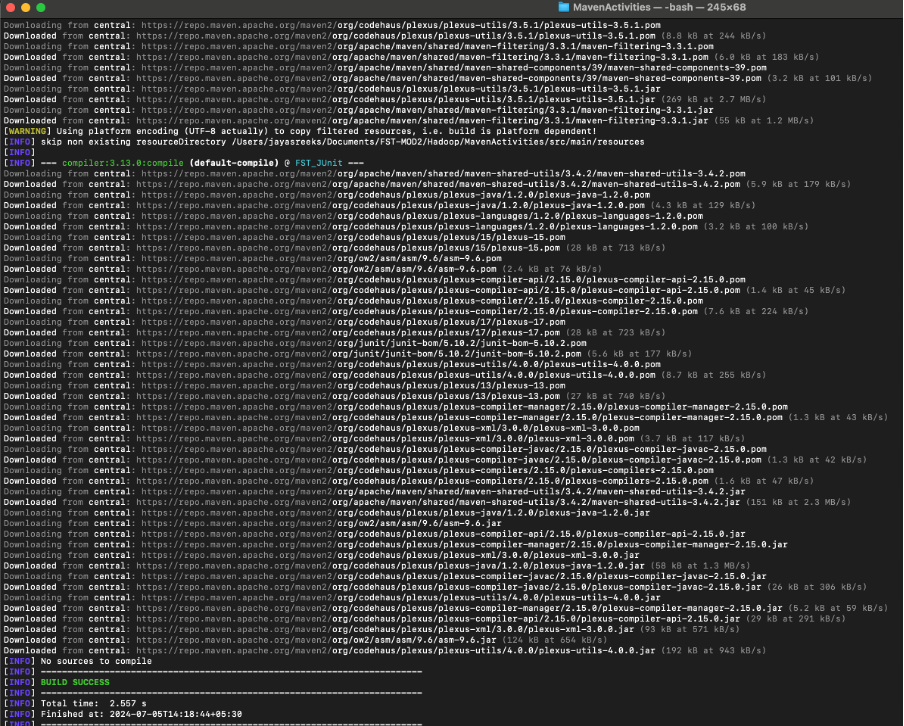 MavenActivities — -bash — 245×68
Downloading from central: https://repo.maven.apache.org/maven2/org/codehaus/plexus/plexus-utils/3.5.1/plexus-utils-3.5.1.pom
Downloaded from central: https://repo.maven.apache.org/maven2/org/codehaus/plexus/plexus-utils/3.5.1/plexus-utils-3.5.1.pom (8.8 kB at 244 kB/s)
Downloading from central: https://repo.maven.apache.org/maven2/org/apache/maven/shared/maven-filtering/3.3.1/maven-filtering-3.3.1.pom
Downloaded from central: https://repo.maven.apache.org/maven2/org/apache/maven/shared/maven-filtering/3.3.1/maven-filtering-3.3.1.pom (6.0 kB at 183 kB/s)
Downloading from central: https://repo.maven.apache.org/maven2/org/apache/maven/shared/maven-shared-components/39/maven-shared-components-39.pom
Downloaded from central: https://repo.maven.apache.org/maven2/org/apache/maven/shared/maven-shared-components/39/maven-shared-components-39.pom (3.2 kB at 101 kB/s)
Downloading from central: https://repo.maven.apache.org/maven2/org/codehaus/plexus/plexus-utils/3.5.1/plexus-utils-3.5.1.jar
Downloaded from central: https://repo.maven.apache.org/maven2/org/codehaus/plexus/plexus-utils/3.5.1/plexus-utils-3.5.1.jar (269 kB at 2.7 MB/s)
Downloading from central: https://repo.maven.apache.org/maven2/org/apache/maven/shared/maven-filtering/3.3.1/maven-filtering-3.3.1.jar
Downloaded from central: https://repo.maven.apache.org/maven2/org/apache/maven/shared/maven-filtering/3.3.1/maven-filtering-3.3.1.jar (55 kB at 1.2 MB/s)
[WARNING] Using platform encoding (UTF-8 actually) to copy filtered resources, i.e. build is platform dependent!
[INFO] skip non existing resourceDirectory /Users/jayasreeks/Documents/FST-MOD2/Hadoop/MavenActivities/src/main/resources
[INFO]
[INFO] --- compiler:3.13.0:compile (default-compile) @ FST_JUnit ---
Downloading from central: https://repo.maven.apache.org/maven2/org/apache/maven/shared/maven-shared-utils/3.4.2/maven-shared-utils-3.4.2.pom
Downloaded from central: https://repo.maven.apache.org/maven2/org/apache/maven/shared/maven-shared-utils/3.4.2/maven-shared-utils-3.4.2.pom (5.9 kB at 179 kB/s)
Downloading from central: https://repo.maven.apache.org/maven2/org/codehaus/plexus/plexus-java/1.2.0/plexus-java-1.2.0.pom
Downloaded from central: https://repo.maven.apache.org/maven2/org/codehaus/plexus/plexus-java/1.2.0/plexus-java-1.2.0.pom (4.3 kB at 129 kB/s)
Downloading from central: https://repo.maven.apache.org/maven2/org/codehaus/plexus/plexus-languages/1.2.0/plexus-languages-1.2.0.pom
Downloaded from central: https://repo.maven.apache.org/maven2/org/codehaus/plexus/plexus-languages/1.2.0/plexus-languages-1.2.0.pom (3.2 kB at 100 kB/s)
Downloading from central: https://repo.maven.apache.org/maven2/org/codehaus/plexus/plexus/15/plexus-15.pom
Downloaded from central: https://repo.maven.apache.org/maven2/org/codehaus/plexus/plexus/15/plexus-15.pom (28 kB at 713 kB/s)
Downloading from central: https://repo.maven.apache.org/maven2/org/ow2/asm/asm/9.6/asm-9.6.pom
Downloaded from central: https://repo.maven.apache.org/maven2/org/ow2/asm/asm/9.6/asm-9.6.pom (2.4 kB at 76 kB/s)
Downloading from central: https://repo.maven.apache.org/maven2/org/codehaus/plexus/plexus-compiler-api/2.15.0/plexus-compiler-api-2.15.0.pom
Downloaded from central: https://repo.maven.apache.org/maven2/org/codehaus/plexus/plexus-compiler-api/2.15.0/plexus-compiler-api-2.15.0.pom (1.4 kB at 45 kB/s)
Downloading from central: https://repo.maven.apache.org/maven2/org/codehaus/plexus/plexus-compiler/2.15.0/plexus-compiler-2.15.0.pom
Downloaded from central: https://repo.maven.apache.org/maven2/org/codehaus/plexus/plexus-compiler/2.15.0/plexus-compiler-2.15.0.pom (7.6 kB at 224 kB/s)
Downloading from central: https://repo.maven.apache.org/maven2/org/codehaus/plexus/plexus/17/plexus-17.pom
Downloaded from central: https://repo.maven.apache.org/maven2/org/codehaus/plexus/plexus/17/plexus-17.pom (28 kB at 723 kB/s)
Downloading from central: https://repo.maven.apache.org/maven2/org/junit/junit-bom/5.10.2/junit-bom-5.10.2.pom
Downloaded from central: https://repo.maven.apache.org/maven2/org/junit/junit-bom/5.10.2/junit-bom-5.10.2.pom (5.6 kB at 177 kB/s)
Downloading from central: https://repo.maven.apache.org/maven2/org/codehaus/plexus/plexus-utils/4.0.0/plexus-utils-4.0.0.pom
Downloaded from central: https://repo.maven.apache.org/maven2/org/codehaus/plexus/plexus-utils/4.0.0/plexus-utils-4.0.0.pom (8.7 kB at 255 kB/s)
Downloading from central: https://repo.maven.apache.org/maven2/org/codehaus/plexus/plexus/13/plexus-13.pom
Downloaded from central: https://repo.maven.apache.org/maven2/org/codehaus/plexus/plexus/13/plexus-13.pom (27 kB at 740 kB/s)
Downloading from central: https://repo.maven.apache.org/maven2/org/codehaus/plexus/plexus-compiler-manager/2.15.0/plexus-compiler-manager-2.15.0.pom
Downloaded from central: https://repo.maven.apache.org/maven2/org/codehaus/plexus/plexus-compiler-manager/2.15.0/plexus-compiler-manager-2.15.0.pom (1.3 kB at 43 kB/s)
Downloading from central: https://repo.maven.apache.org/maven2/org/codehaus/plexus/plexus-xml/3.0.0/plexus-xml-3.0.0.pom
Downloaded from central: https://repo.maven.apache.org/maven2/org/codehaus/plexus/plexus-xml/3.0.0/plexus-xml-3.0.0.pom (3.7 kB at 117 kB/s)
Downloading from central: https://repo.maven.apache.org/maven2/org/codehaus/plexus/plexus-compiler-javac/2.15.0/plexus-compiler-javac-2.15.0.pom
Downloaded from central: https://repo.maven.apache.org/maven2/org/codehaus/plexus/plexus-compiler-javac/2.15.0/plexus-compiler-javac-2.15.0.pom (1.3 kB at 42 kB/s)
Downloading from central: https://repo.maven.apache.org/maven2/org/codehaus/plexus/plexus-compilers/2.15.0/plexus-compilers-2.15.0.pom
Downloaded from central: https://repo.maven.apache.org/maven2/org/codehaus/plexus/plexus-compilers/2.15.0/plexus-compilers-2.15.0.pom (1.6 kB at 47 kB/s)
Downloading from central: https://repo.maven.apache.org/maven2/org/apache/maven/shared/maven-shared-utils/3.4.2/maven-shared-utils-3.4.2.jar
Downloaded from central: https://repo.maven.apache.org/maven2/org/apache/maven/shared/maven-shared-utils/3.4.2/maven-shared-utils-3.4.2.jar (151 kB at 2.3 MB/s)
Downloading from central: https://repo.maven.apache.org/maven2/org/codehaus/plexus/plexus-java/1.2.0/plexus-java-1.2.0.jar
Downloading from central: https://repo.maven.apache.org/maven2/org/ow2/asm/asm/9.6/asm-9.6.jar
Downloading from central: https://repo.maven.apache.org/maven2/org/codehaus/plexus/plexus-compiler-api/2.15.0/plexus-compiler-api-2.15.0.jar
Downloading from central: https://repo.maven.apache.org/maven2/org/codehaus/plexus/plexus-compiler-manager/2.15.0/plexus-compiler-manager-2.15.0.jar
Downloading from central: https://repo.maven.apache.org/maven2/org/codehaus/plexus/plexus-xml/3.0.0/plexus-xml-3.0.0.jar
Downloaded from central: https://repo.maven.apache.org/maven2/org/codehaus/plexus/plexus-java/1.2.0/plexus-java-1.2.0.jar (58 kB at 1.3 MB/s)
Downloading from central: https://repo.maven.apache.org/maven2/org/codehaus/plexus/plexus-compiler-javac/2.15.0/plexus-compiler-javac-2.15.0.jar
Downloaded from central: https://repo.maven.apache.org/maven2/org/codehaus/plexus/plexus-compiler-javac/2.15.0/plexus-compiler-javac-2.15.0.jar (26 kB at 306 kB/s)
Downloading from central: https://repo.maven.apache.org/maven2/org/codehaus/plexus/plexus-utils/4.0.0/plexus-utils-4.0.0.jar
Downloaded from central: https://repo.maven.apache.org/maven2/org/codehaus/plexus/plexus-compiler-manager/2.15.0/plexus-compiler-manager-2.15.0.jar (5.2 kB at 59 kB/s)
Downloaded from central: https://repo.maven.apache.org/maven2/org/codehaus/plexus/plexus-compiler-api/2.15.0/plexus-compiler-api-2.15.0.jar (29 kB at 291 kB/s)
Downloaded from central: https://repo.maven.apache.org/maven2/org/codehaus/plexus/plexus-xml/3.0.0/plexus-xml-3.0.0.jar (93 kB at 571 kB/s)
Downloaded from central: https://repo.maven.apache.org/maven2/org/ow2/asm/asm/9.6/asm-9.6.jar (124 kB at 654 kB/s)
Downloaded from central: https://repo.maven.apache.org/maven2/org/codehaus/plexus/plexus-utils/4.0.0/plexus-utils-4.0.0.jar (192 kB at 943 kB/s)
[INFO] No sources to compile
[INFO] ------------------------------------------------------------------------
[INFO] BUILD SUCCESS
[INFO] ------------------------------------------------------------------------
[INFO] Total time:  2.557 s
[INFO] Finished at: 2024-07-05T14:18:44+05:30
[INFO] ------------------------------------------------------------------------